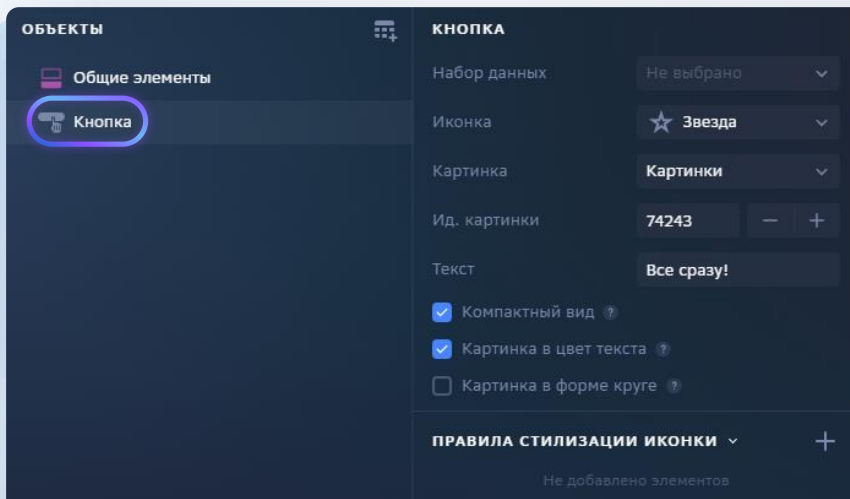 ОБЪЕКТЫ
Общие элементы
Кнопка
КНОПКА
Набор данных
Не выбрано
Иконка
Звезда
Картинка
Картинки
Ид. картинки
74243
Текст
Все сразу!
Компактный вид ?
Картинка в цвет текста ?
Картинка в форме круге ?
ПРАВИЛА СТИЛИЗАЦИИ ИКОНКИ
Не добавлено элементов